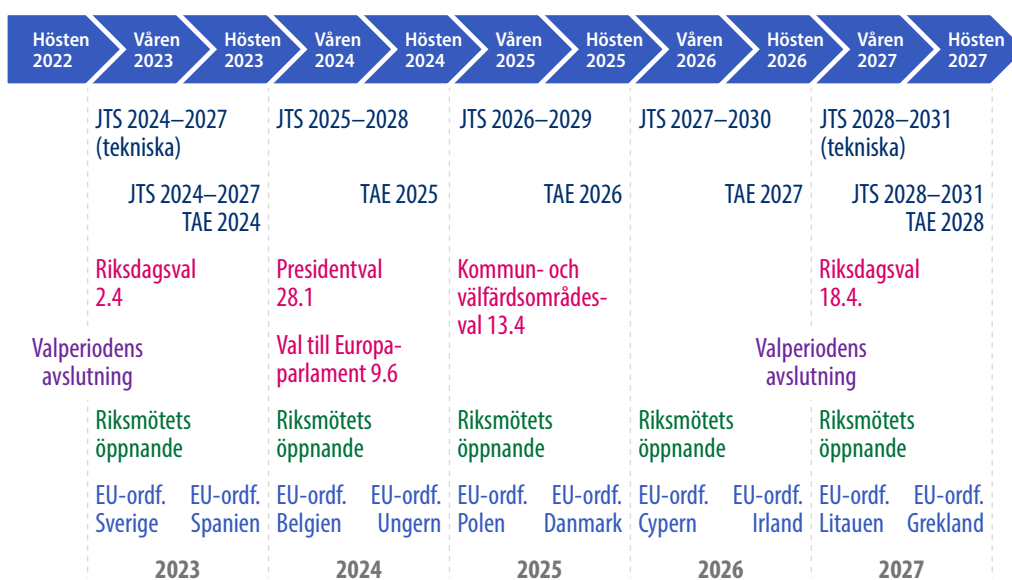 Hösten 2022
Våren 2023
Hösten 2023
Våren 2024
Hösten 2024
Våren 2025
Hösten 2025
Våren 2026
Hösten 2026
Våren 2027
Hösten 2027
JTS 2024–2027
(tekniska)
JTS 2025–2028
JTS 2026–2029
JTS 2027–2030
JTS 2028–2031
(tekniska)
JTS 2024–2027
TAE 2024
TAE 2025
TAE 2026
TAE 2027
JTS 2028–2031
TAE 2028
Riksdagsval
2.4
Presidentval
28.1
Kommun- och
välfärdsområdes-
val 13.4
Riksdagsval
18.4.
Valperiodens
avslutning
Val till Europa-
parlament 9.6
Valperiodens
avslutning
Riksmötets
öppnande
Riksmötets
öppnande
Riksmötets
öppnande
Riksmötets
öppnande
Riksmötets
öppnande
EU-ordf.
Sverige
EU-ordf.
Spanien
EU-ordf.
Belgien
EU-ordf.
Ungern
EU-ordf.
Polen
EU-ordf.
Danmark
EU-ordf.
Cypern
EU-ordf.
Irland
EU-ordf.
Litauen
EU-ordf.
Grekland
2023
2024
2025
2026
2027